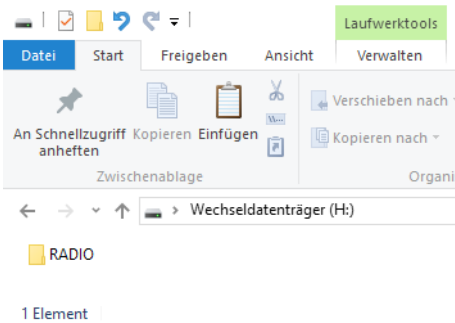 Laufwerktools
Datei Start Freigeben Ansicht Verwalten
An Schnellzugriff anheften
Kopieren
Einfügen
Verschieben nach
Kopieren nach
Zwischenablage
Organi
Wechseldatenträger (H:)
RADIO
1 Element